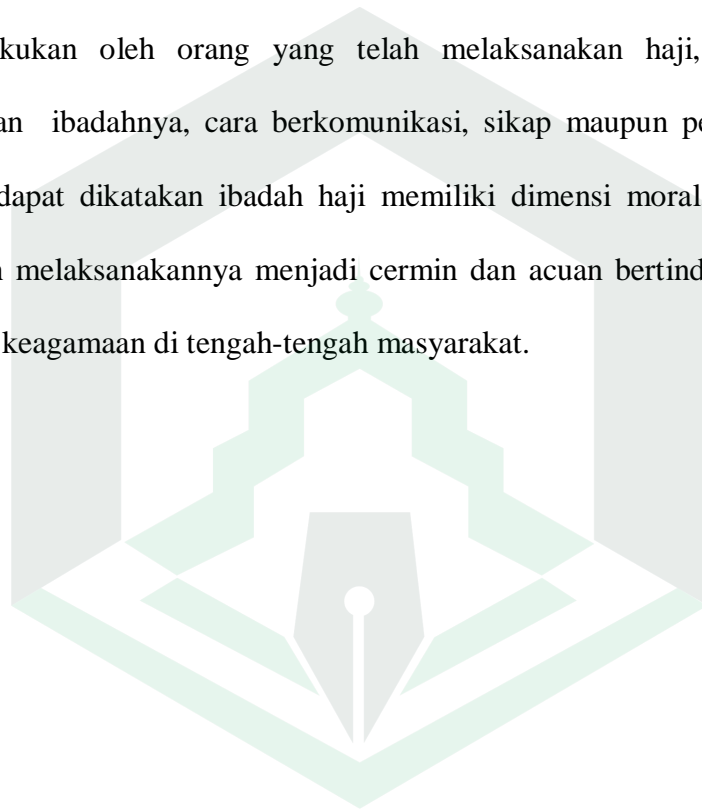 kukan oleh orang yang telah melaksanakan haji,
an ibadahnya, cara berkomunikasi, sikap maupun pe
dapat dikatakan ibadah haji memiliki dimensi moral
melaksanakannya menjadi cermin dan acuan bertind
keagamaan di tengah-tengah masyarakat.